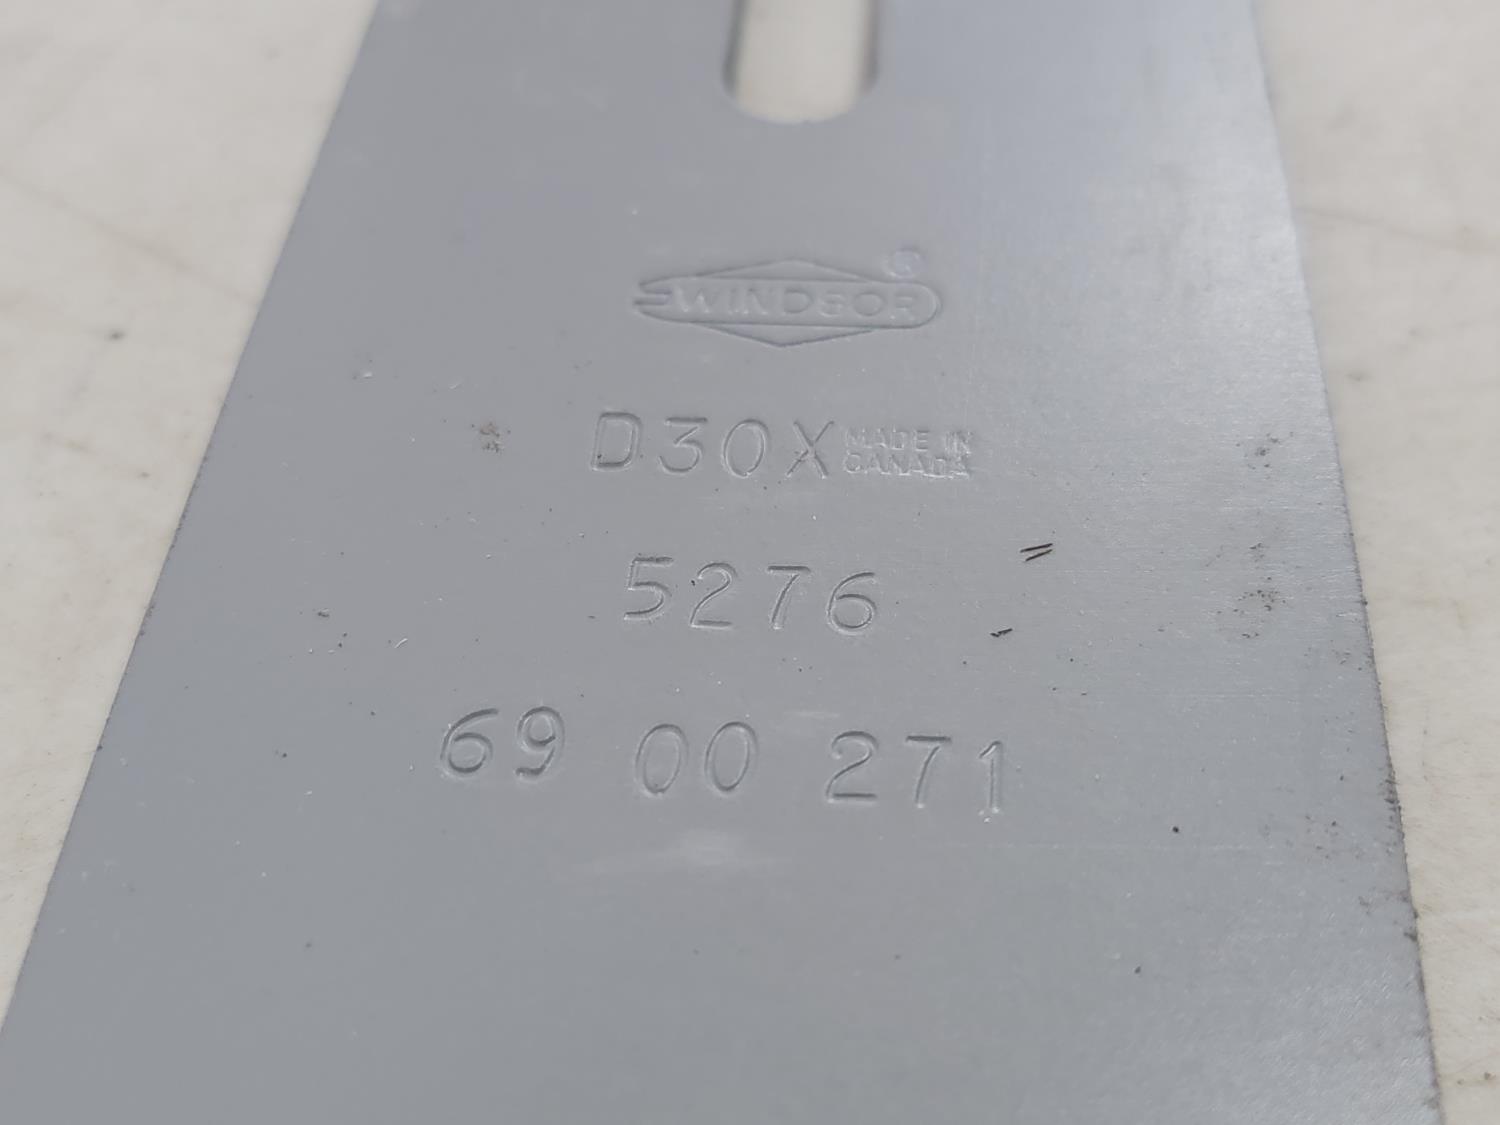 WINDSOR ®
D30X MADE IN
CANADA
5276
69 00 271